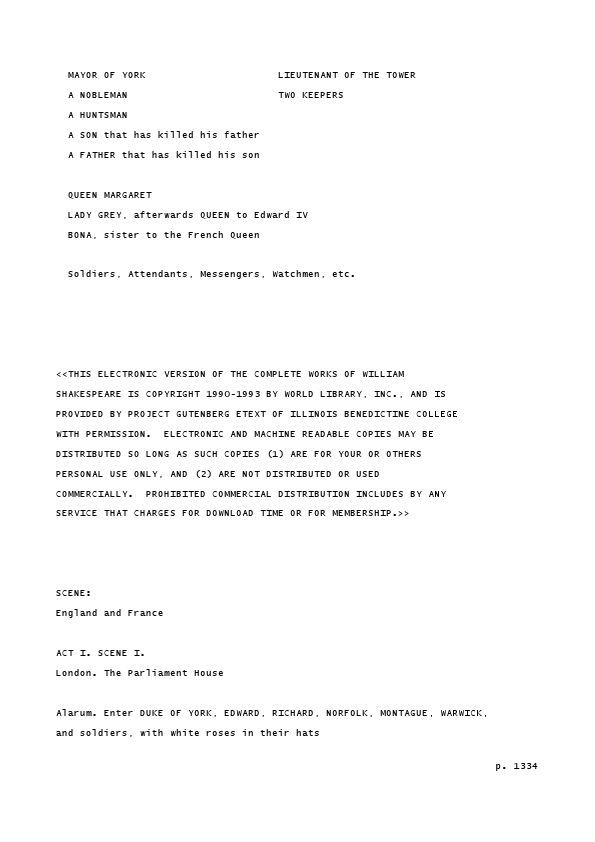 MAYOR OF YORK                      LIEUTENANT OF THE TOWER
A NOBLEMAN                         TWO KEEPERS
A HUNTSMAN
A SON that has killed his father
A FATHER that has killed his son

QUEEN MARGARET
LADY GREY, afterwards QUEEN to Edward IV
BONA, sister to the French Queen

Soldiers, Attendants, Messengers, Watchmen, etc.

<<THIS ELECTRONIC VERSION OF THE COMPLETE WORKS OF WILLIAM
SHAKESPEARE IS COPYRIGHT 1990-1993 BY WORLD LIBRARY, INC., AND IS
PROVIDED BY PROJECT GUTENBERG ETEXT OF ILLINOIS BENEDICTINE COLLEGE
WITH PERMISSION.  ELECTRONIC AND MACHINE READABLE COPIES MAY BE
DISTRIBUTED SO LONG AS SUCH COPIES (1) ARE FOR YOUR OR OTHERS
PERSONAL USE ONLY, AND (2) ARE NOT DISTRIBUTED OR USED
COMMERCIALLY.  PROHIBITED COMMERCIAL DISTRIBUTION INCLUDES BY ANY
SERVICE THAT CHARGES FOR DOWNLOAD TIME OR FOR MEMBERSHIP.>>

SCENE:
England and France

ACT I. SCENE I.
London. The Parliament House

Alarum. Enter DUKE OF YORK, EDWARD, RICHARD, NORFOLK, MONTAGUE, WARWICK,
and soldiers, with white roses in their hats
p. 1334